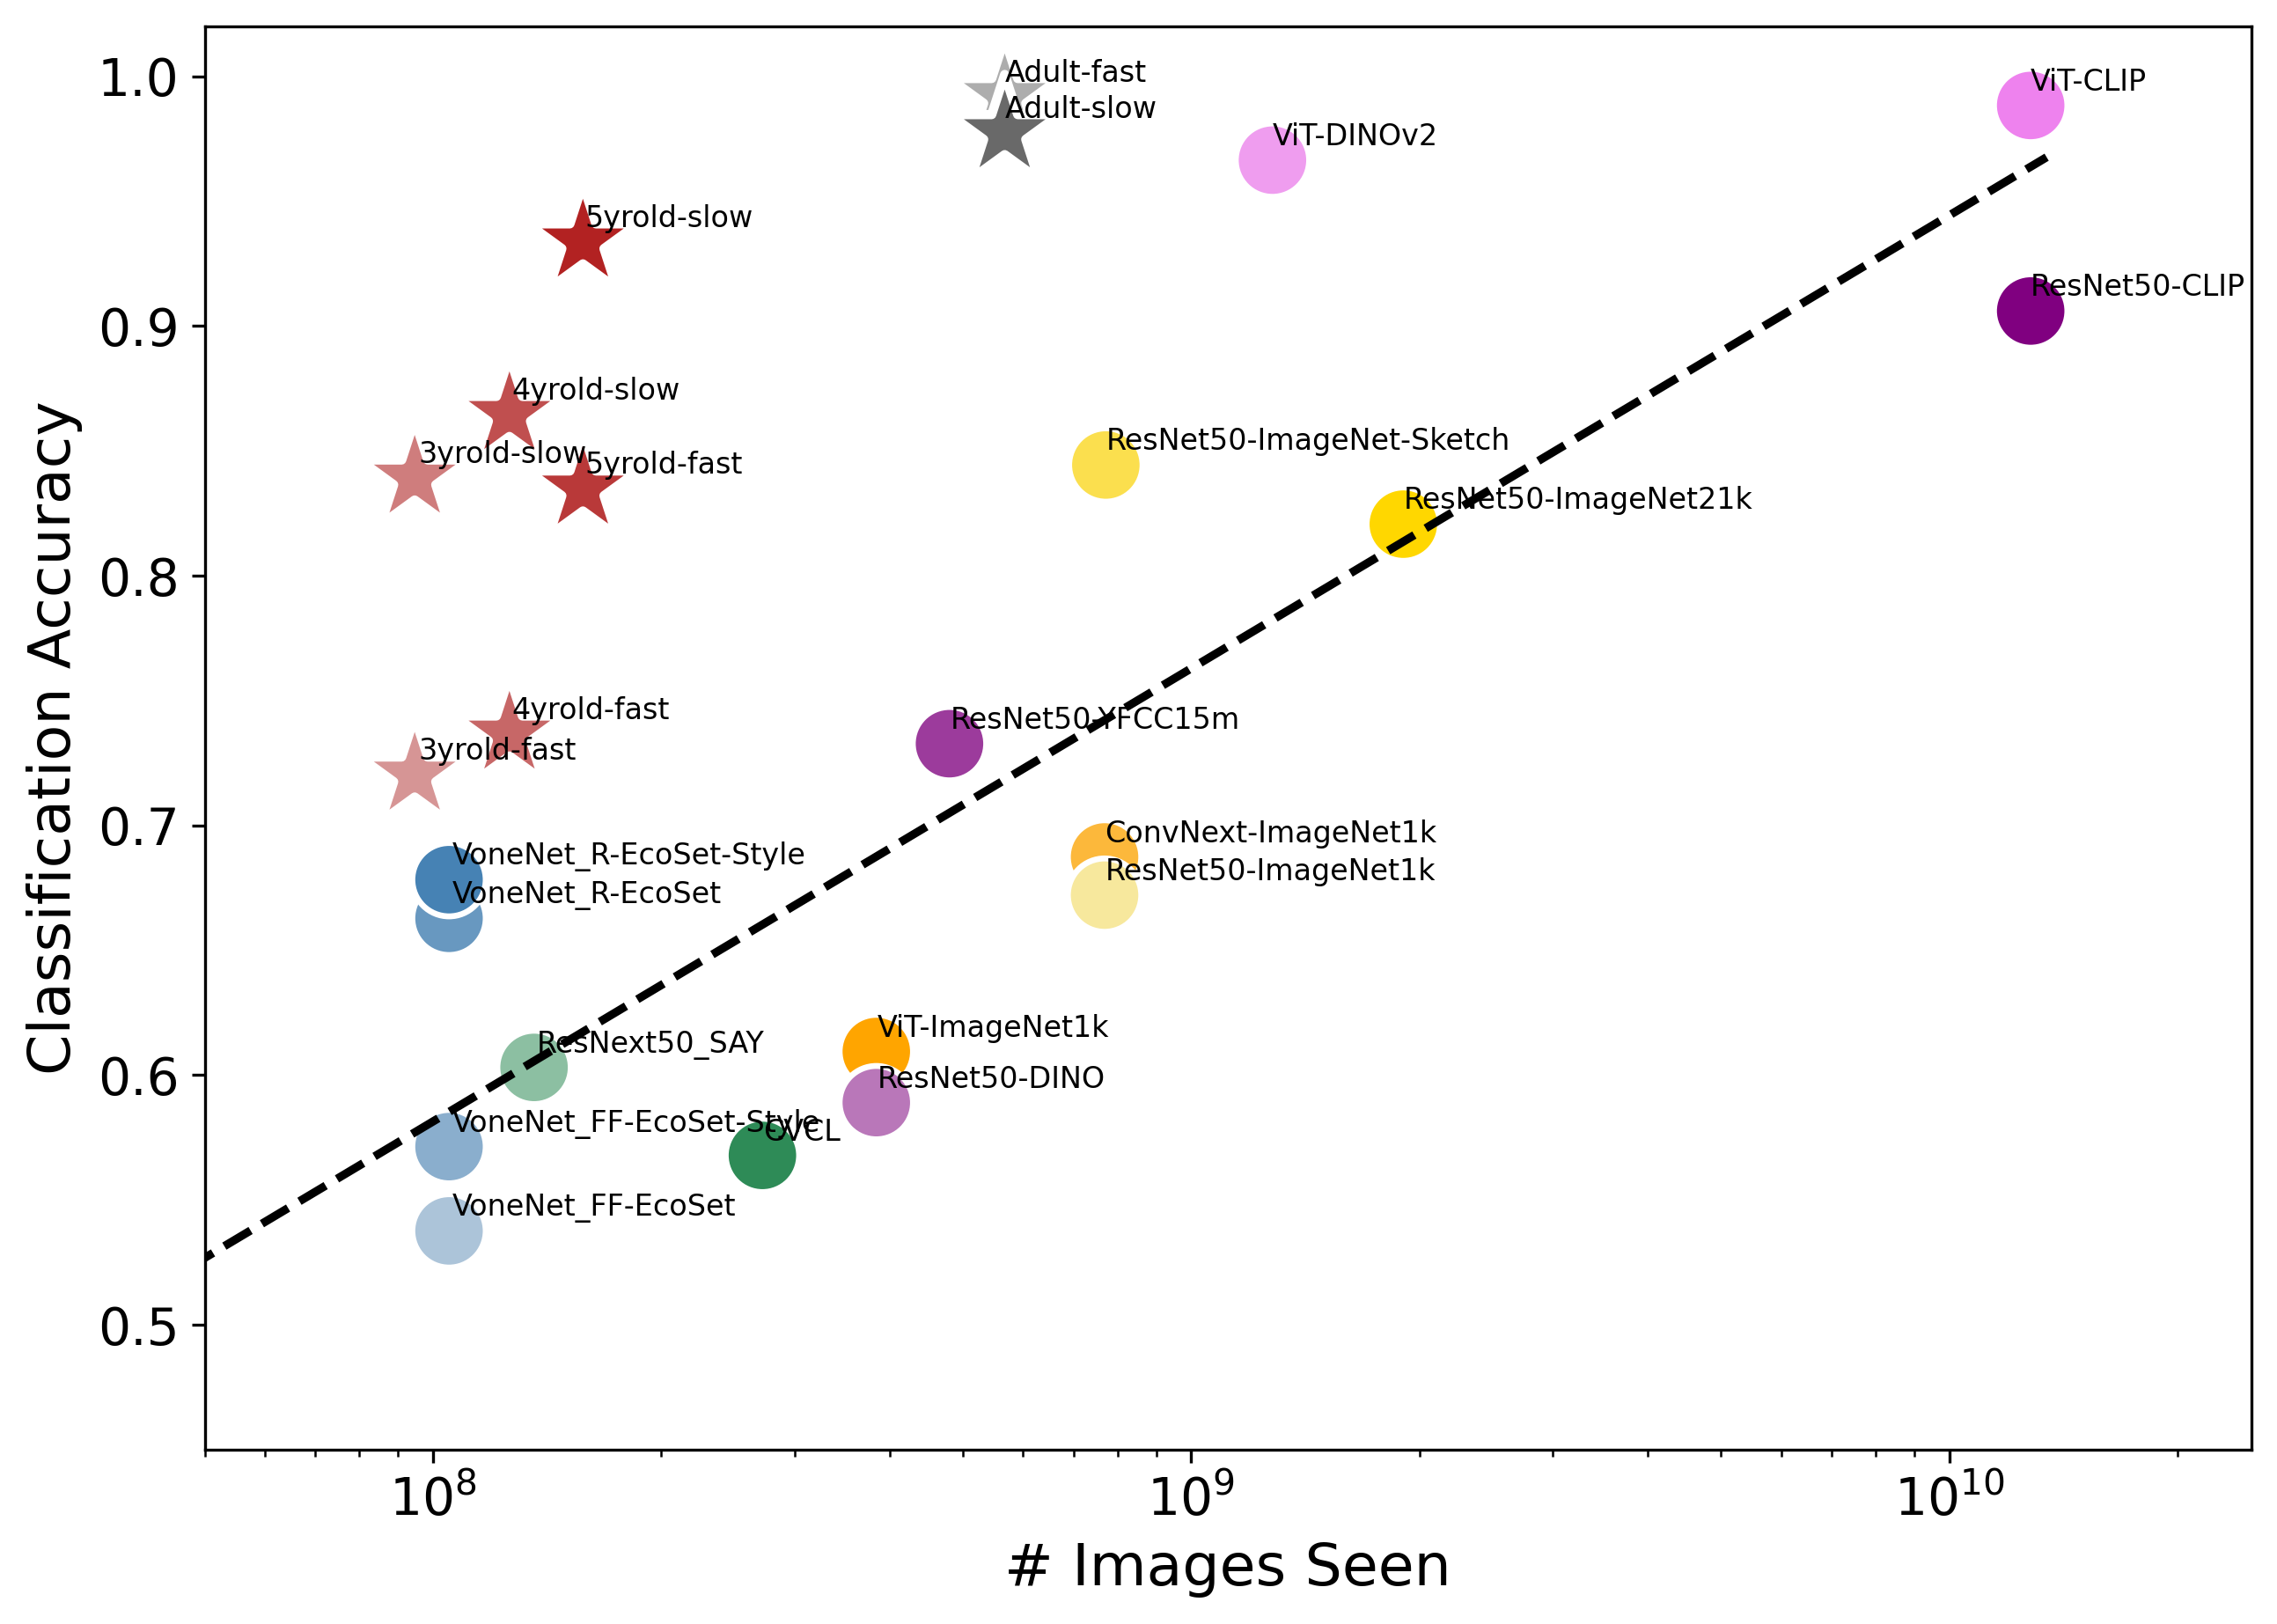 Classification Accuracy
1.0
0.9
0.8
0.7
0.6
0.5
Adult-fast
Adult-slow
ViT-CLIP
ViT-DINOv2
5yrold-slow
ResNet50-CLIP
4yrold-slow
3yrold-slow
5yrold-fast
ResNet50-ImageNet-Sketch
ResNet50-ImageNet21k
4yrold-fast
3yrold-fast
ResNet50-YFCC15m
ConvNext-ImageNet1k
ResNet50-ImageNet1k
VoneNet_R-EcoSet-Style
VoneNet_R-EcoSet
ViT-ImageNet1k
ResNext50_SAY
ResNet50-DINO
VoneNet_FF-EcoSet-Style
CVCL
VoneNet_FF-EcoSet
10⁸
10⁹
10¹⁰
# Images Seen